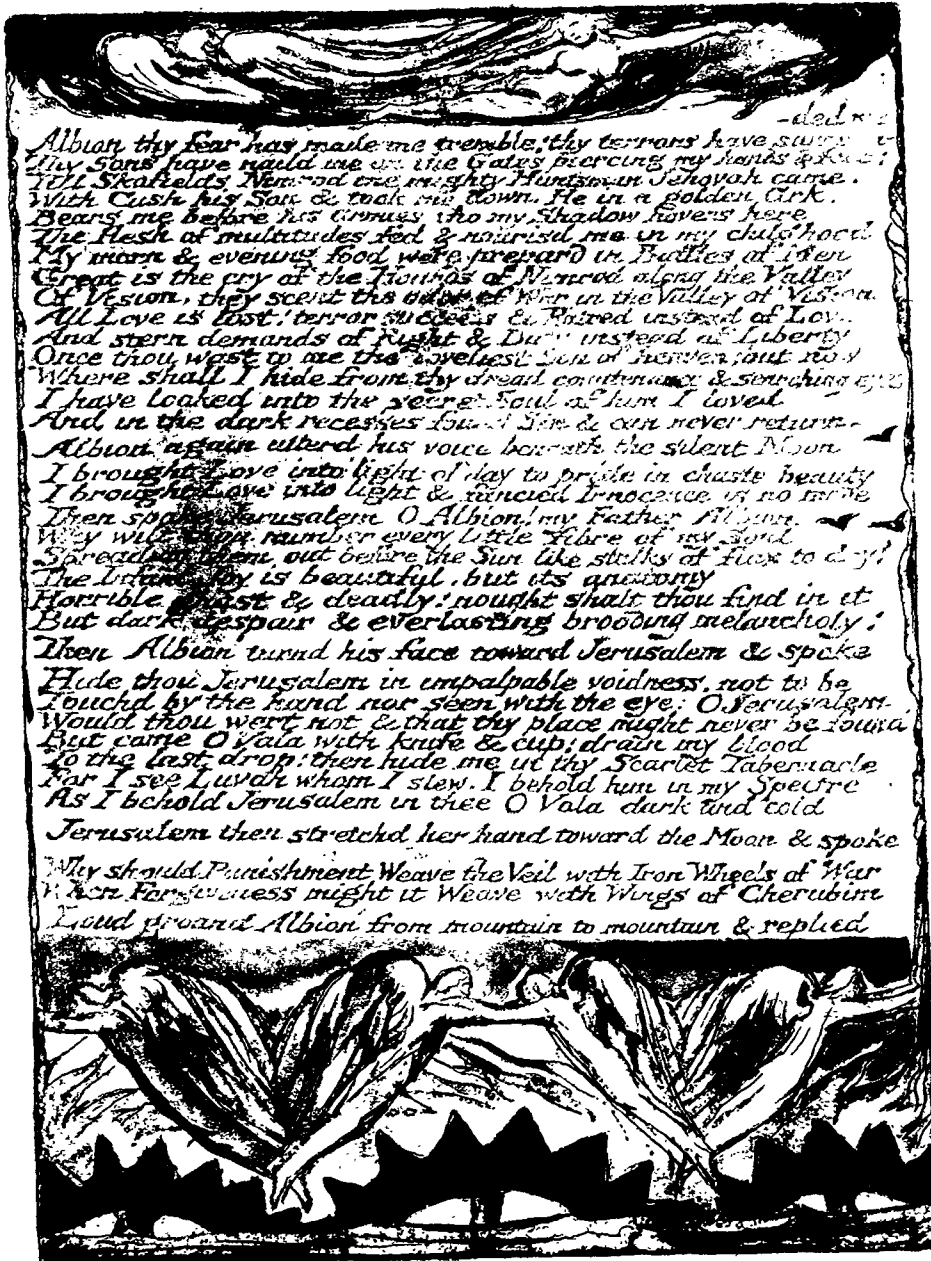 -ded me
Albion thy fear has made me tremble; thy terrors have surrounded
Thy Sons have naild me on the Gates piercing my hands & feet:
Till Skofields Nimrod the mighty Huntsman Jehovah came,
With Cush his Son & took me down. He in a golden Ark,
Bears me before his Armies tho my Shadow hovers here
The Flesh of multitudes fed & nourisd me in my childhood
My morn & evening food were prepard in Battles of Men
Great is the cry of the Hounds of Nimrod along the Valley
Of Vision, they scent the odor of War in the Valley of Vision.
All Love is lost! terror succeeds & Hatred instead of Love
And stern demands of Right & Duty instead of Liberty
Once thou wast to me the loveliest Son of heaven; but now
Where shall I hide from thy dread countenance & searching eyes
I have looked into the secret Soul of him I loved
And in the dark recesses found Sin & can never return.
Albion again utterd his voice beneath the silent Moon
I brought Love into light of day to pride in chaste beauty
I brought Love into light & fancied Innocence is no more
Then spoke Jerusalem O Albion! my Father Albion
Why wilt thou number every little fibre of my Soul
Spreading them out before the Sun like stalks of flax to dry?
The Infant Joy is beautiful, but its anatomy
Horrible ghast & deadly! nought shalt thou find in it
But dark despair & everlasting brooding melancholy!
Then Albion turnd his face toward Jerusalem & spoke
Hide thou Jerusalem in impalpable voidness, not to be
Touchd by the hand nor seen with the eye: O Jerusalem
Would thou wert not & that thy place might never be found
But come O Vala with knife & cup: drain my blood
To the last drop: then hide me in thy Scarlet Tabernacle
For I see Luvah whom I slew. I behold him in my Spectre
As I behold Jerusalem in thee O Vala dark and cold
Jerusalem then stretchd her hand toward the Moon & spoke
Why should Punishment Weave the Veil with Iron Wheels of War
When Forgiveness might it Weave with Wings of Cherubim
Loud groand Albion from mountain to mountain & replied